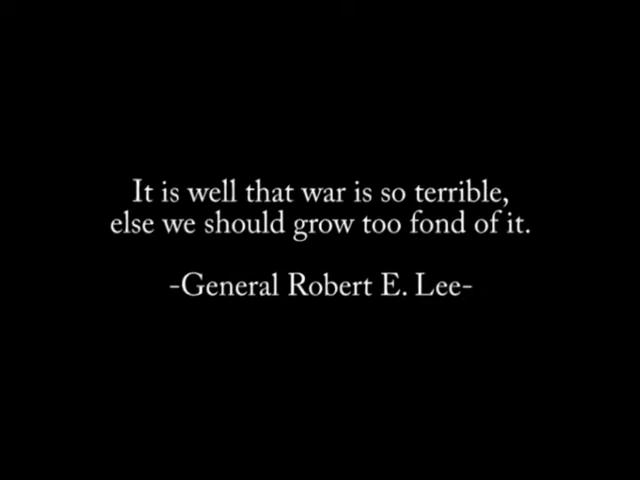 It is well that war is so terrible,
else we should grow too fond of it.
-General Robert E. Lee-